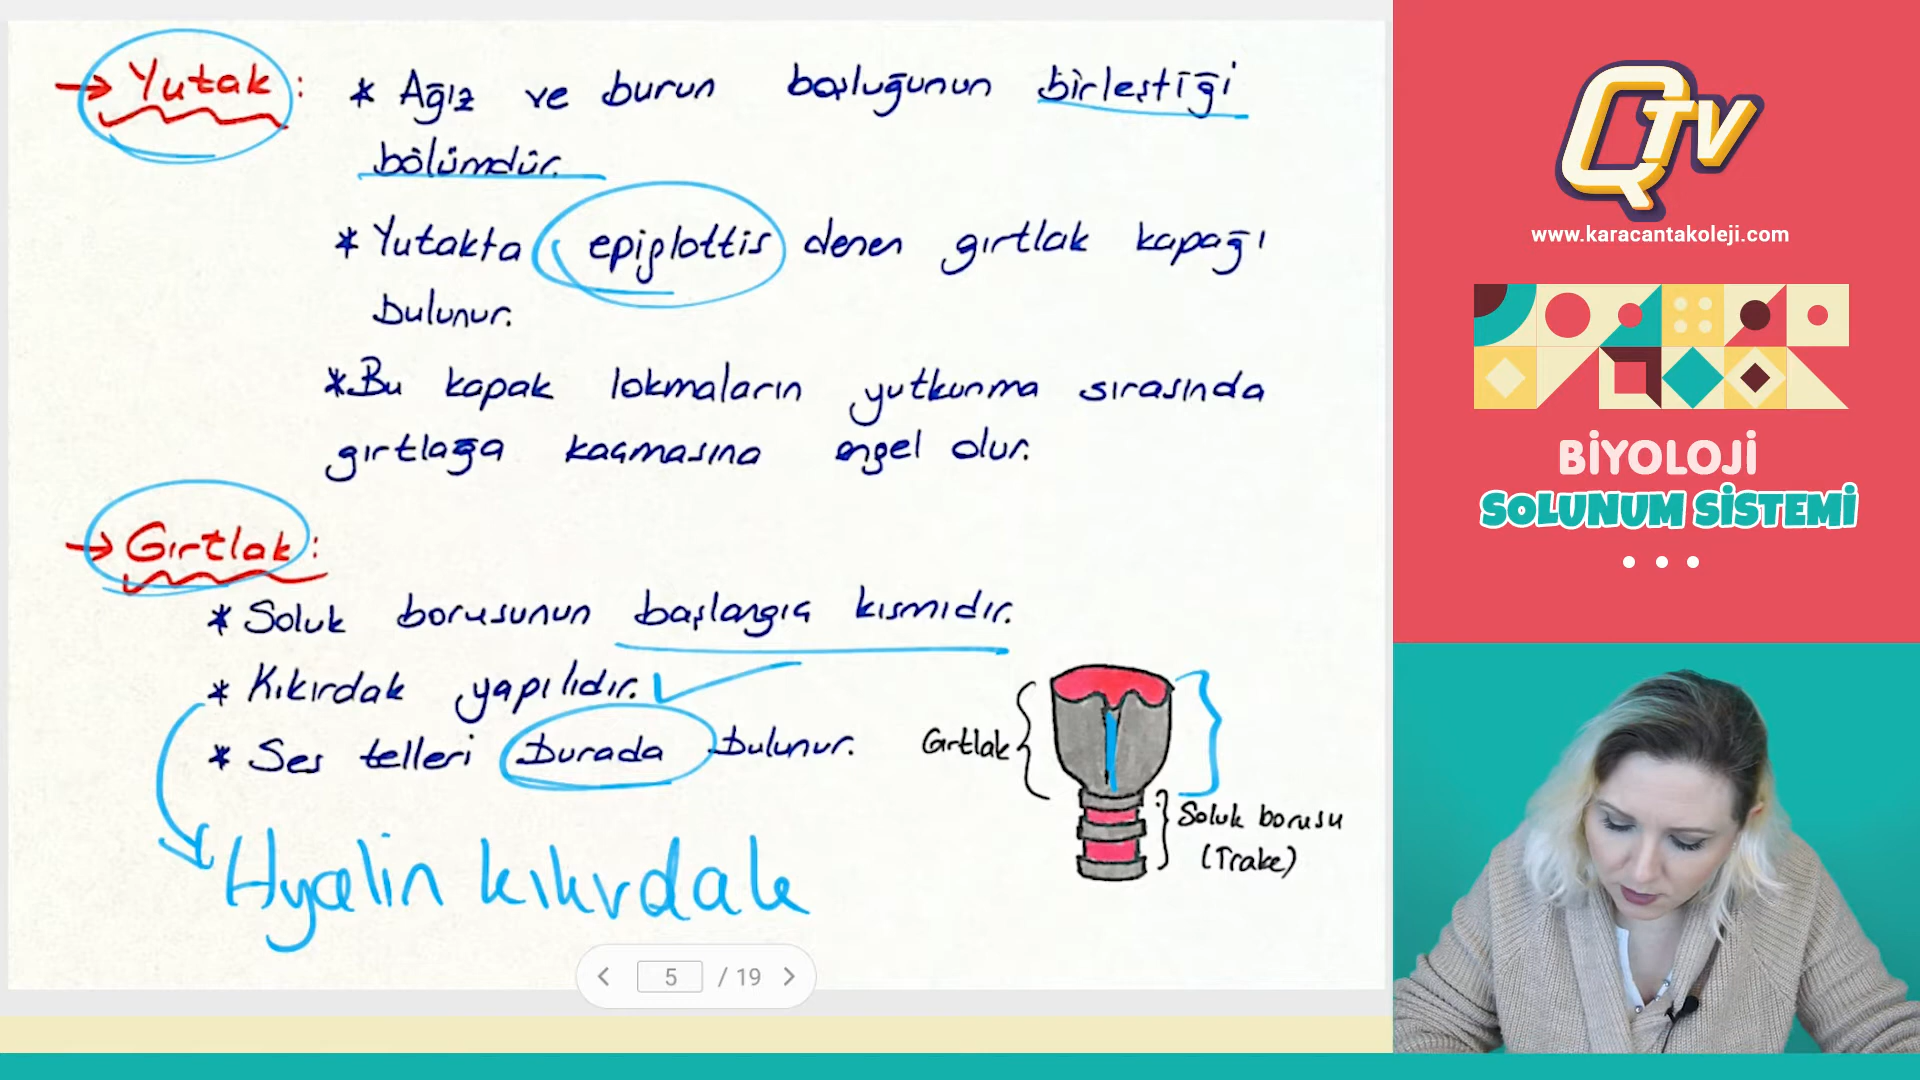 → Yutak : * Ağız ve burun boşluğunun birleştiği
bölümdür.
* Yutakta epiglottis denen gırtlak kapağı
bulunur.
* Bu kapak lokmaların yutkunma sırasında
gırtlağa kaçmasına engel olur.
→ Gırtlak :
* Soluk borusunun başlangıç kısmıdır.
* Kıkırdak yapılıdır.
* Ses telleri burada bulunur.
Hyalin kıkırdak
Gırtlak
Soluk borusu
(Trake)
5 / 19
QTV
www.karacantakoleji.com
BİYOLOJİ
SOLUNUM SİSTEMİ